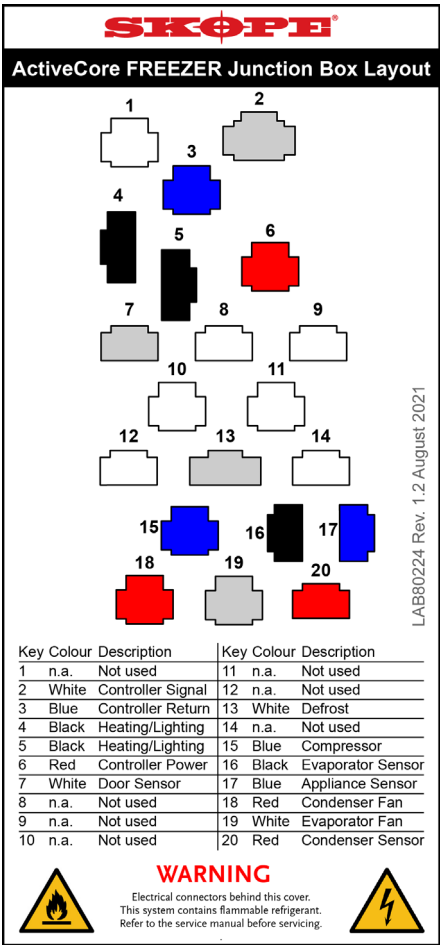 SKOPE®
ActiveCore FREEZER Junction Box Layout
1
2
3
4
5
6
7
8
9
10
11
12
13
14
15
16
17
18
19
20
LAB80224 Rev. 1.2 August 2021
Key Colour Description Key Colour Description
1 n.a. Not used 11 n.a. Not used
2 White Controller Signal 12 n.a. Not used
3 Blue Controller Return 13 White Defrost
4 Black Heating/Lighting 14 n.a. Not used
5 Black Heating/Lighting 15 Blue Compressor
6 Red Controller Power 16 Black Evaporator Sensor
7 White Door Sensor 17 Blue Appliance Sensor
8 n.a. Not used 18 Red Condenser Fan
9 n.a. Not used 19 White Evaporator Fan
10 n.a. Not used 20 Red Condenser Sensor
WARNING
Electrical connectors behind this cover.
This system contains flammable refrigerant.
Refer to the service manual before servicing.